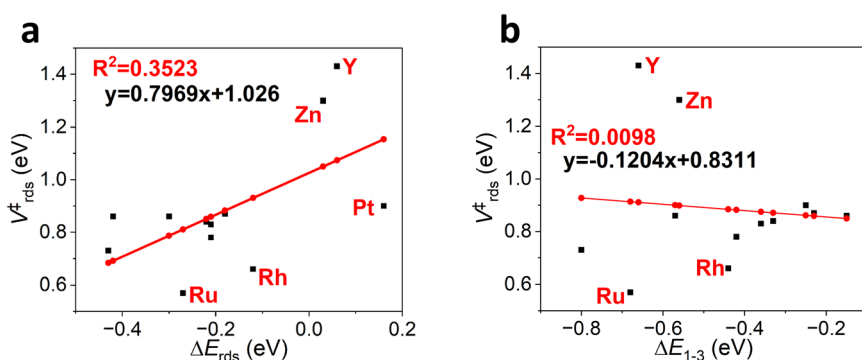 a
R²=0.3523
y=0.7969x+1.026
Y
Zn
Pt
Rh
Ru
1.4
1.2
1.0
0.8
0.6
V‡rds (eV)
−0.4
−0.2
0.0
0.2
ΔErds (eV)
b
Y
Zn
R²=0.0098
y=-0.1204x+0.8311
Rh
Ru
1.4
1.2
1.0
0.8
0.6
V‡rds (eV)
−0.8
−0.6
−0.4
−0.2
ΔE1-3 (eV)